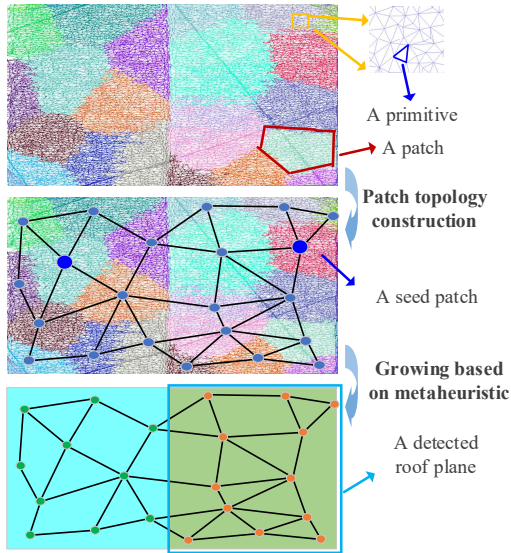 A primitive
A patch
Patch topology
construction
A seed patch
Growing based
on metaheuristic
A detected
roof plane